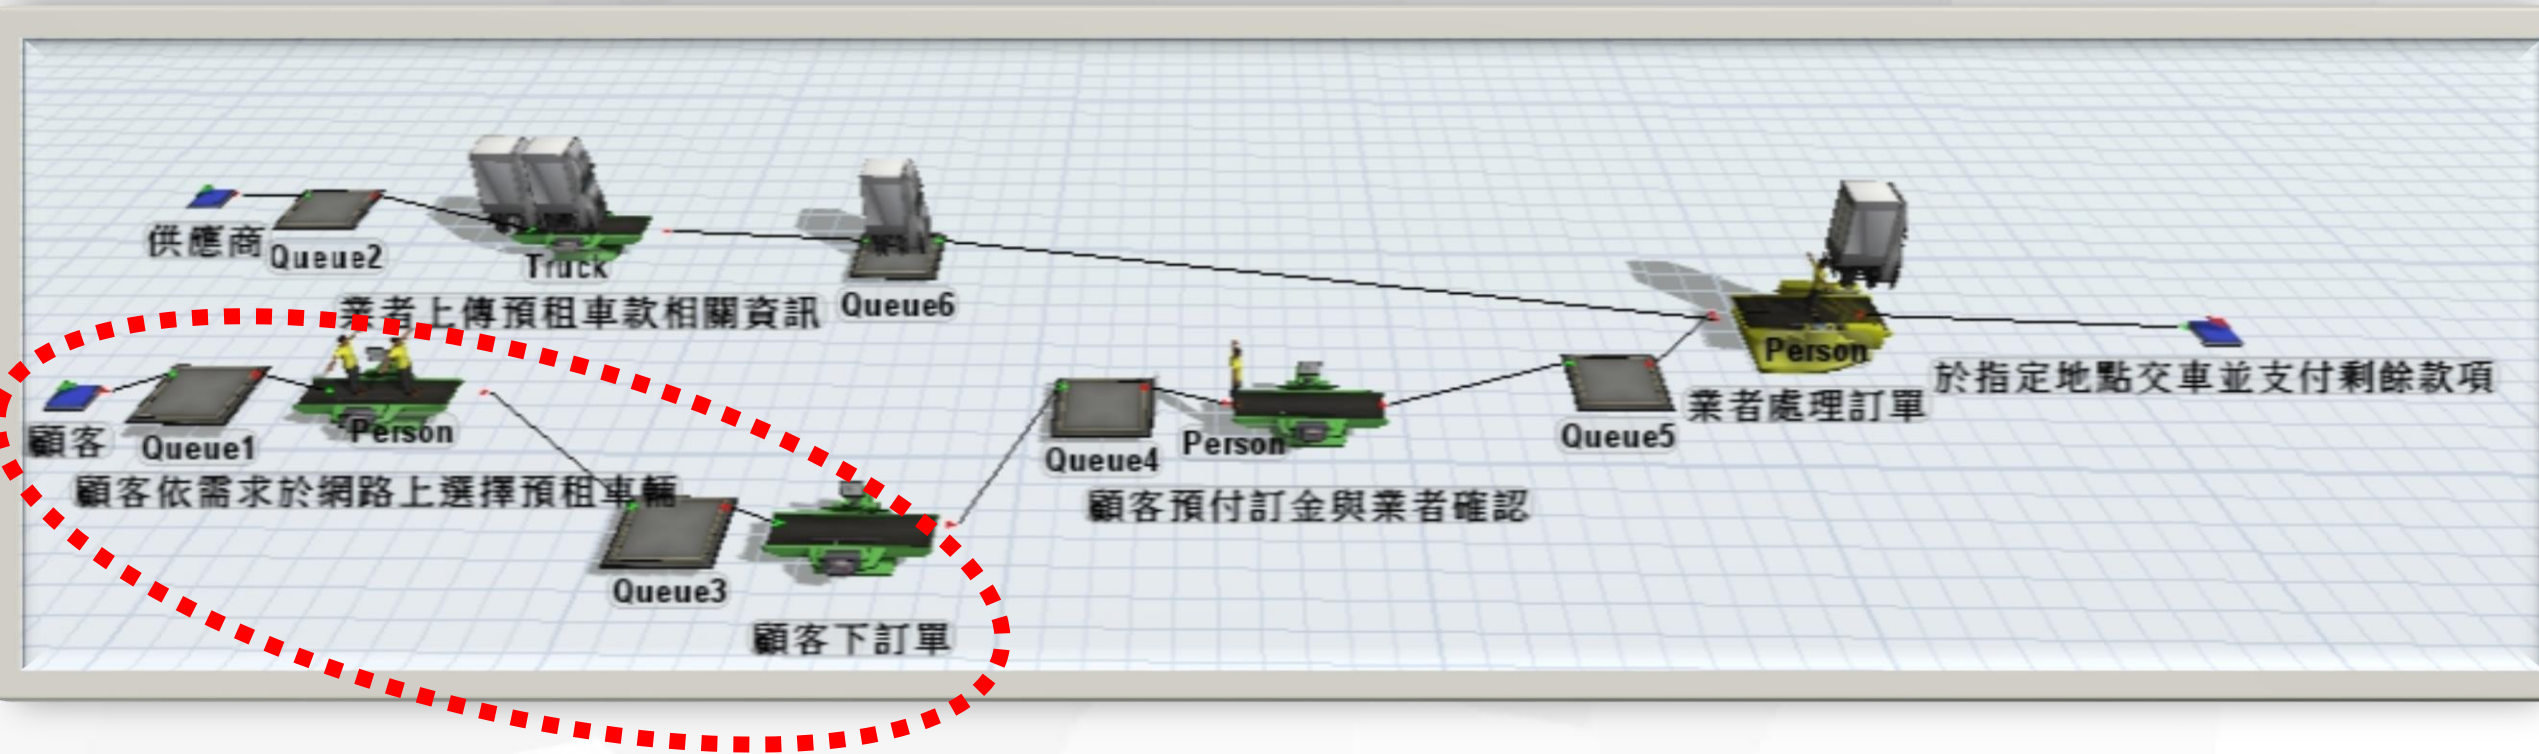 供應商
Queue2
Truck
業者上傳預租車款相關資訊
Queue6
Person
於指定地點交車並支付剩餘款項
業者處理訂單
顧客
Queue1
Person
顧客依需求於網路上選擇預租車輛
Queue3
顧客下訂單
Queue4
Person
顧客預付訂金與業者確認
Queue5